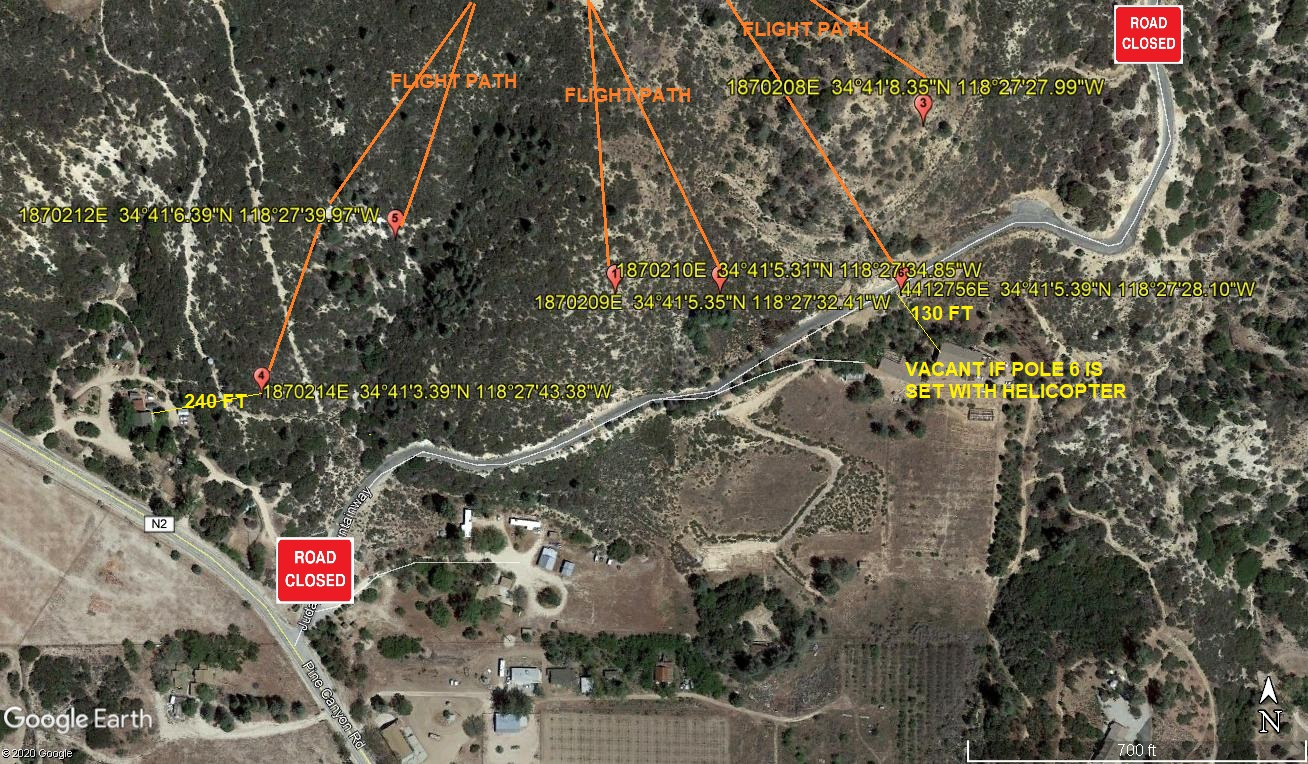 ROAD
CLOSED
FLIGHT PATH
FLIGHT PATH
FLIGHT PATH
1870208E 34°41'8.35"N 118°27'27.99"W
3
1870212E 34°41'6.39"N 118°27'39.97"W
5
1
1870210E 34°41'5.31"N 118°27'34.85"W
1870209E 34°41'5.35"N 118°27'32.41"W
4412756E 34°41'5.39"N 118°27'28.10"W
130 FT
VACANT IF POLE 6 IS
SET WITH HELICOPTER
4
1870214E 34°41'3.39"N 118°27'43.38"W
240 FT
N2
ROAD
CLOSED
Pine Canyon Rd
Google Earth
© 2020 Google
N
700 ft